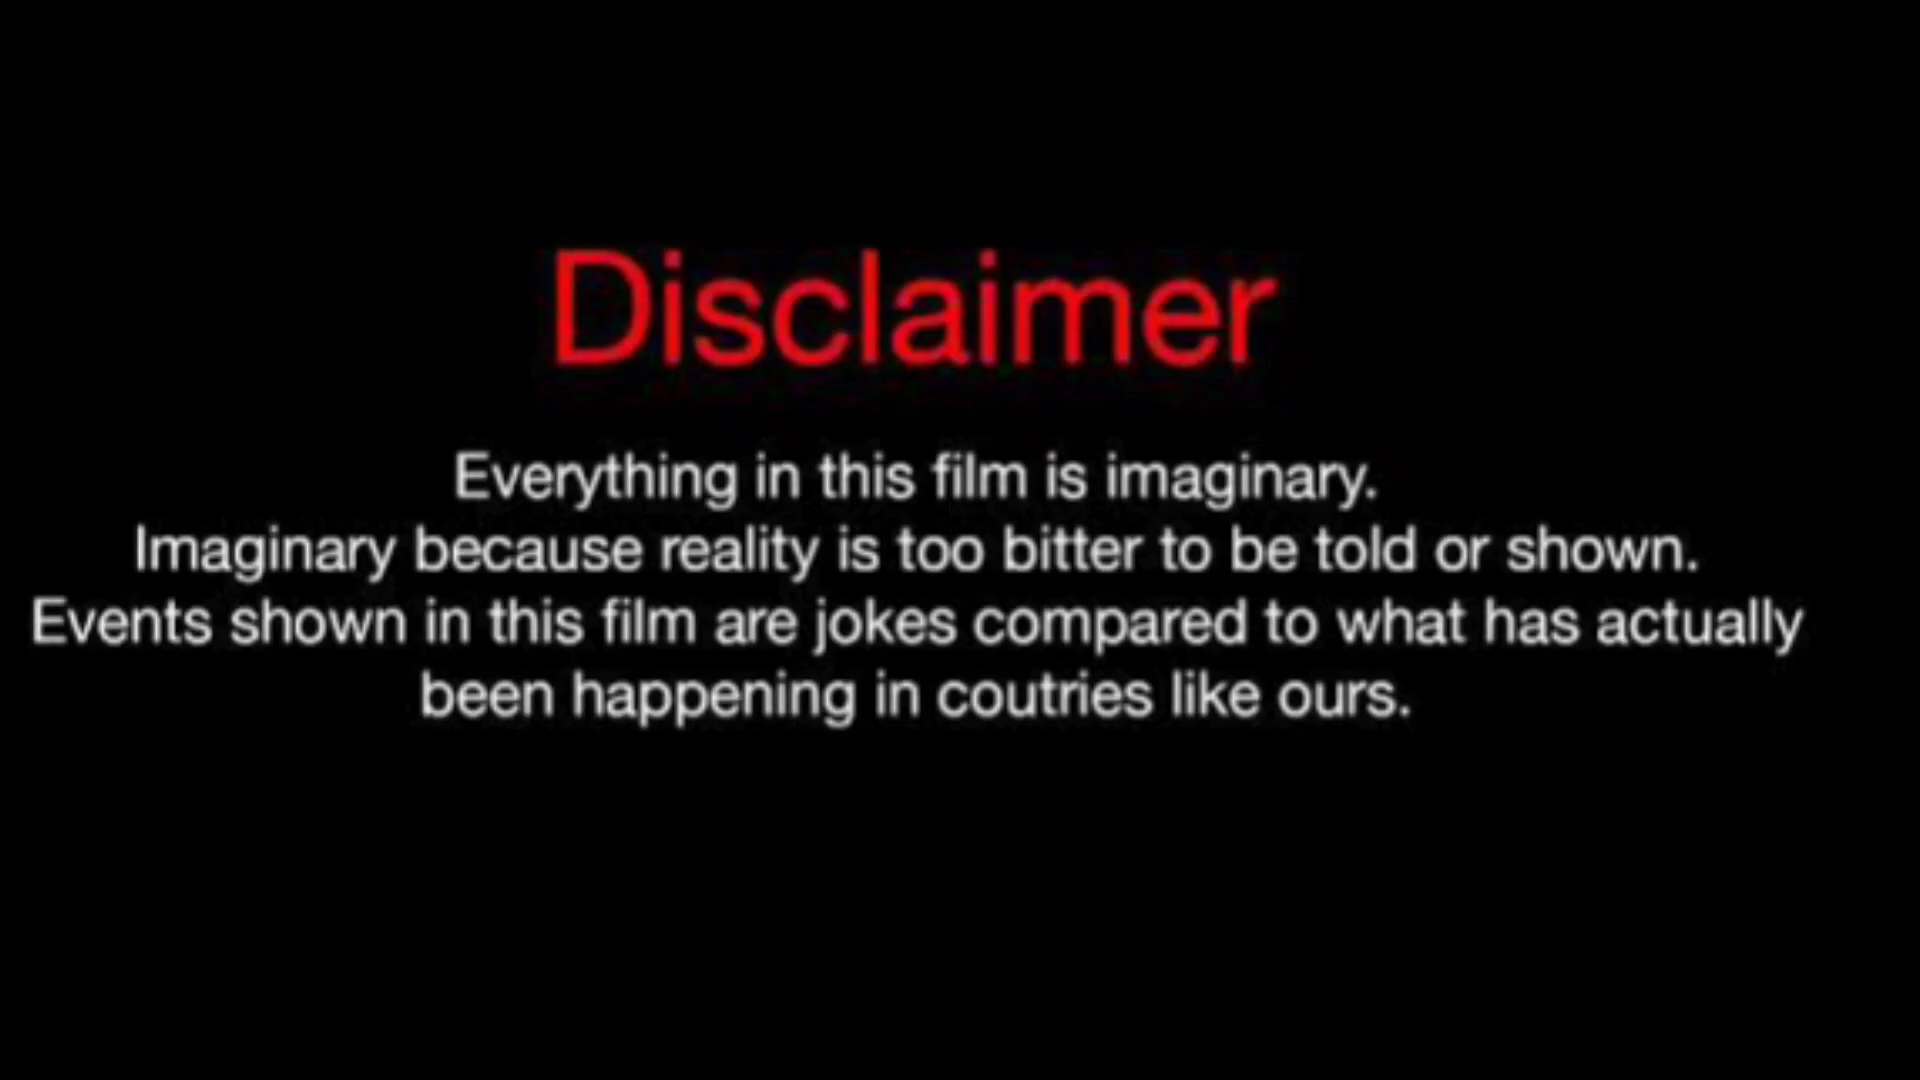 Disclaimer
Everything in this film is imaginary.
Imaginary because reality is too bitter to be told or shown.
Events shown in this film are jokes compared to what has actually
been happening in coutries like ours.